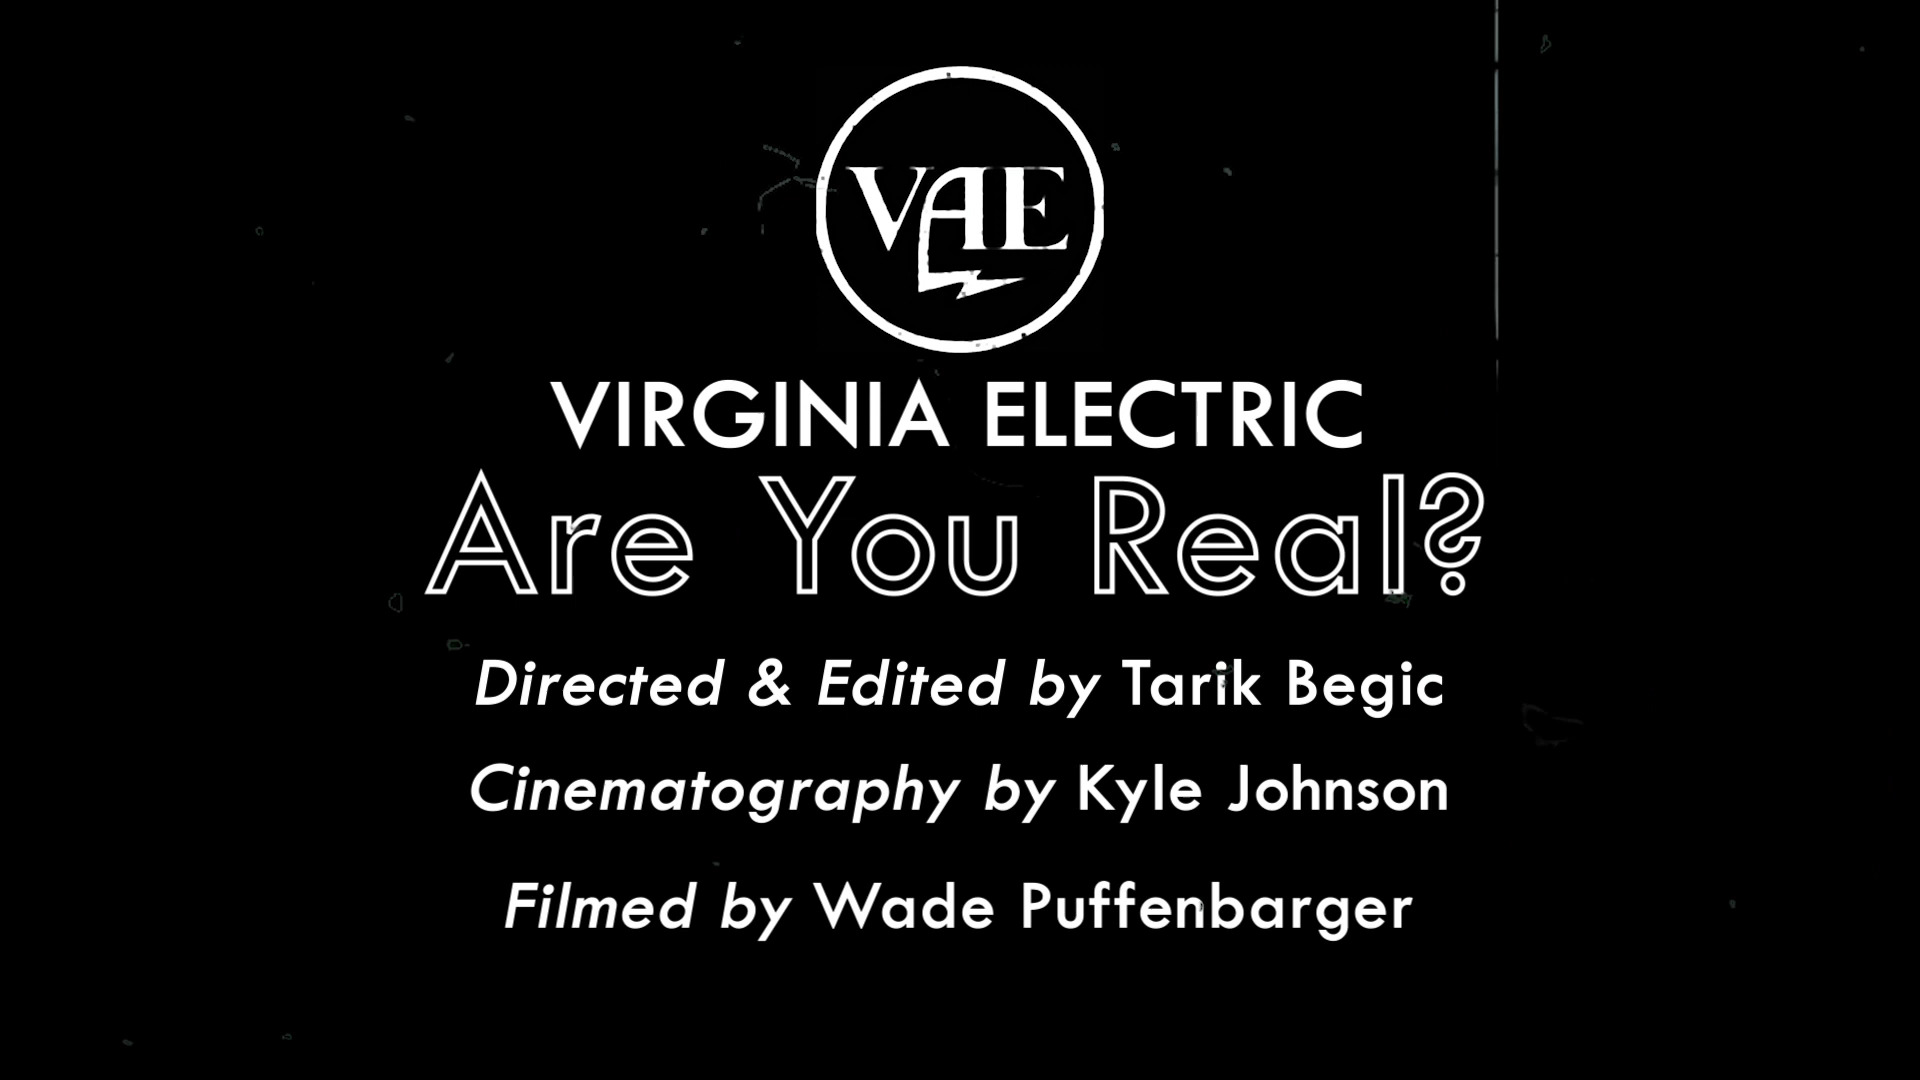 VAE
VIRGINIA ELECTRIC
Are You Real?
Directed & Edited by Tarik Begic
Cinematography by Kyle Johnson
Filmed by Wade Puffenbarger